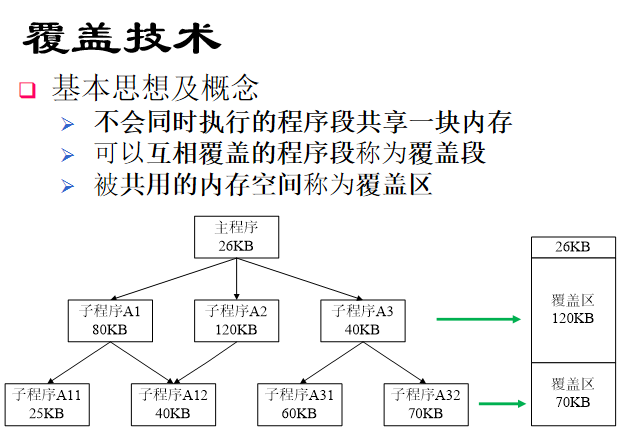 覆盖技术
基本思想及概念
不会同时执行的程序段共享一块内存
可以互相覆盖的程序段称为覆盖段
被共用的内存空间称为覆盖区
主程序
26KB
子程序A1
80KB
子程序A2
120KB
子程序A3
40KB
子程序A11
25KB
子程序A12
40KB
子程序A31
60KB
子程序A32
70KB
26KB
覆盖区
120KB
覆盖区
70KB